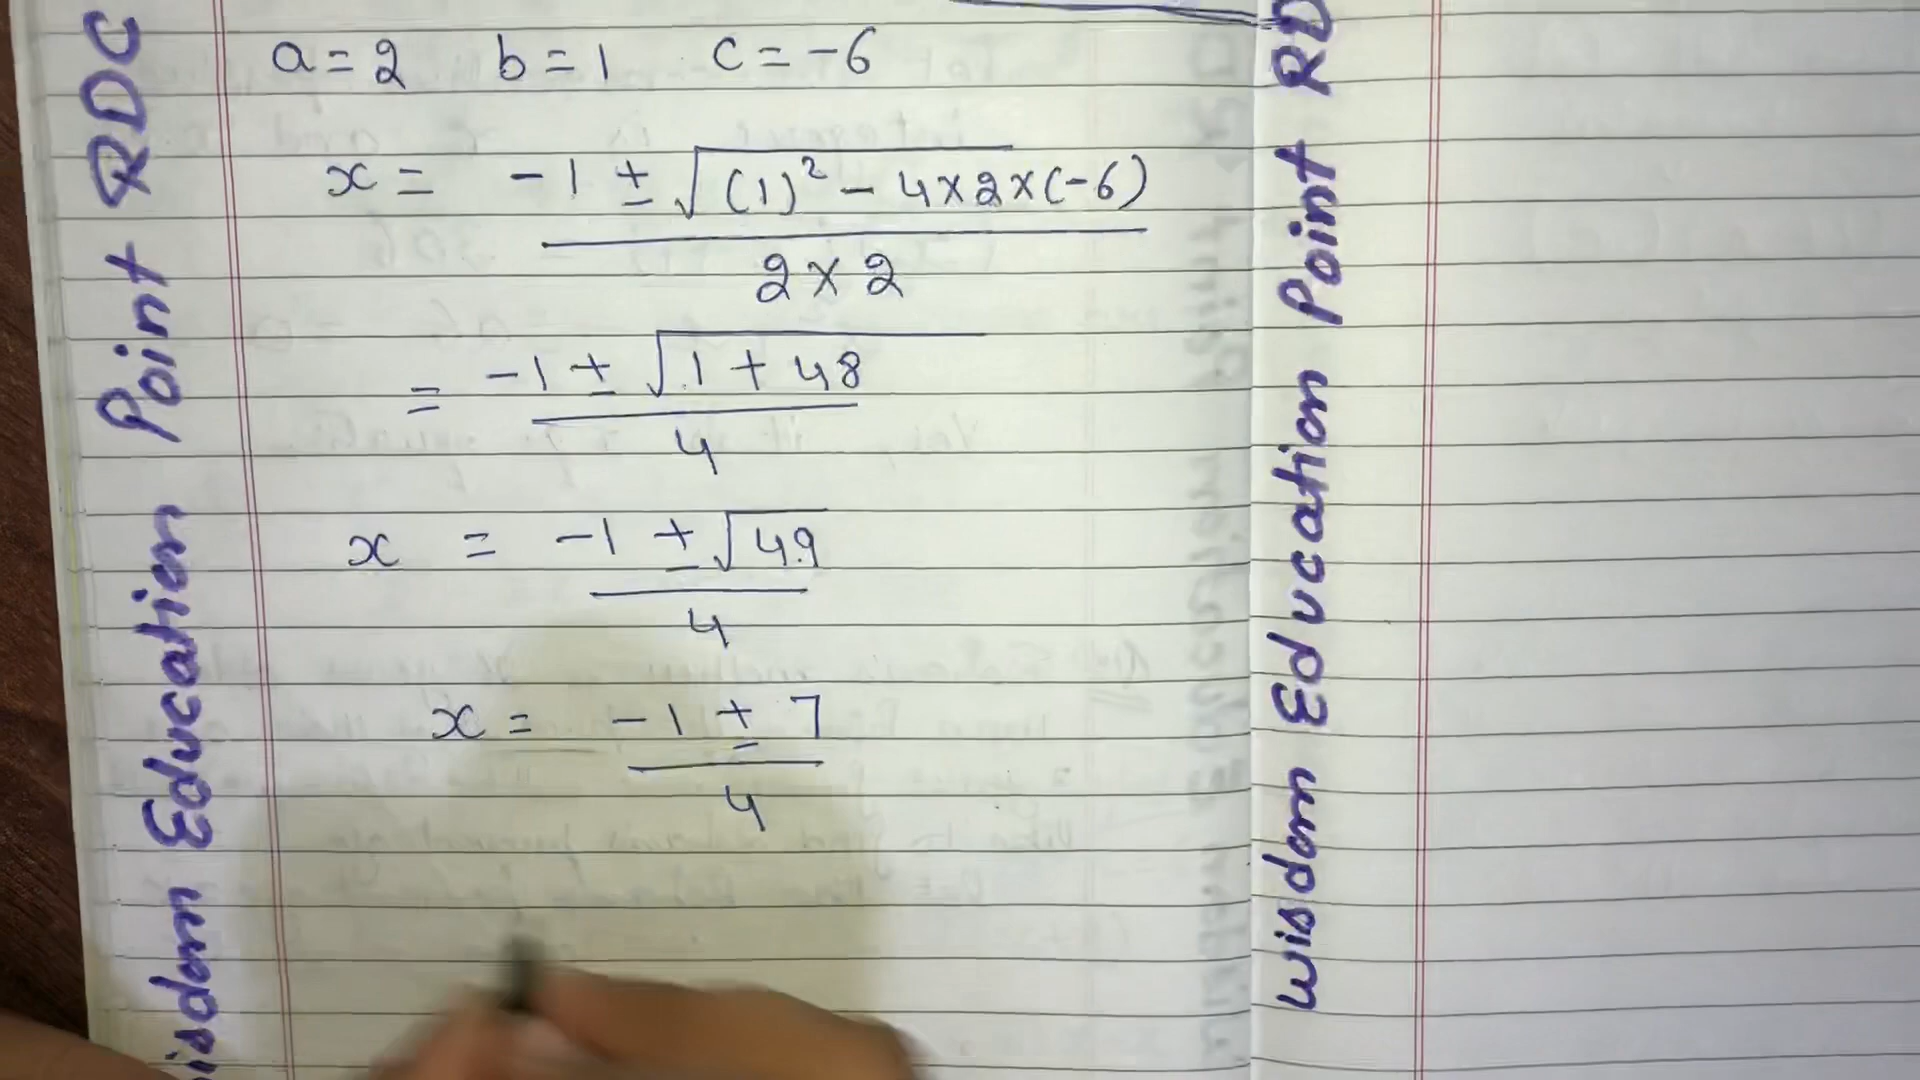 a = 2 b = 1 c = -6
x = -1 ± √(1)² - 4×2×(-6)
2 × 2
= -1 ± √1 + 48
4
x = -1 ± √49
4
x = -1 ± 7
4
isdom Education Point RDC
Wisdom Education Point RD